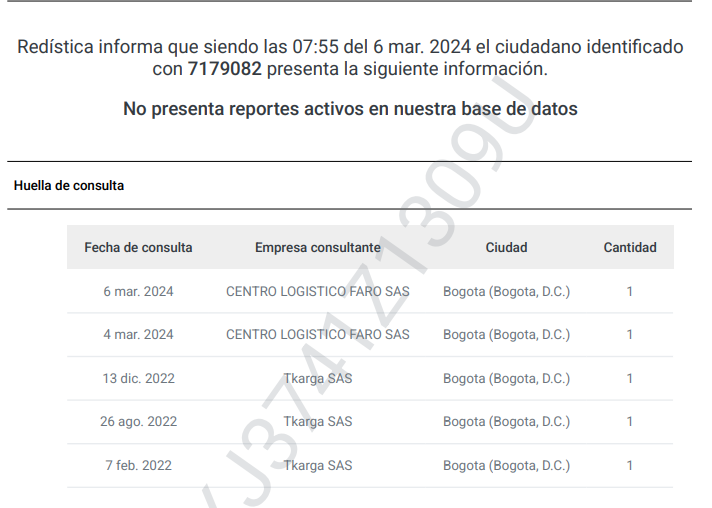 Redística informa que siendo las 07:55 del 6 mar. 2024 el ciudadano identificado
con 7179082 presenta la siguiente información.
No presenta reportes activos en nuestra base de datos
Huella de consulta
Fecha de consulta Empresa consultante Ciudad Cantidad
6 mar. 2024 CENTRO LOGISTICO FARO SAS Bogota (Bogota, D.C.) 1
4 mar. 2024 CENTRO LOGISTICO FARO SAS Bogota (Bogota, D.C.) 1
13 dic. 2022 Tkarga SAS Bogota (Bogota, D.C.) 1
26 ago. 2022 Tkarga SAS Bogota (Bogota, D.C.) 1
7 feb. 2022 Tkarga SAS Bogota (Bogota, D.C.) 1